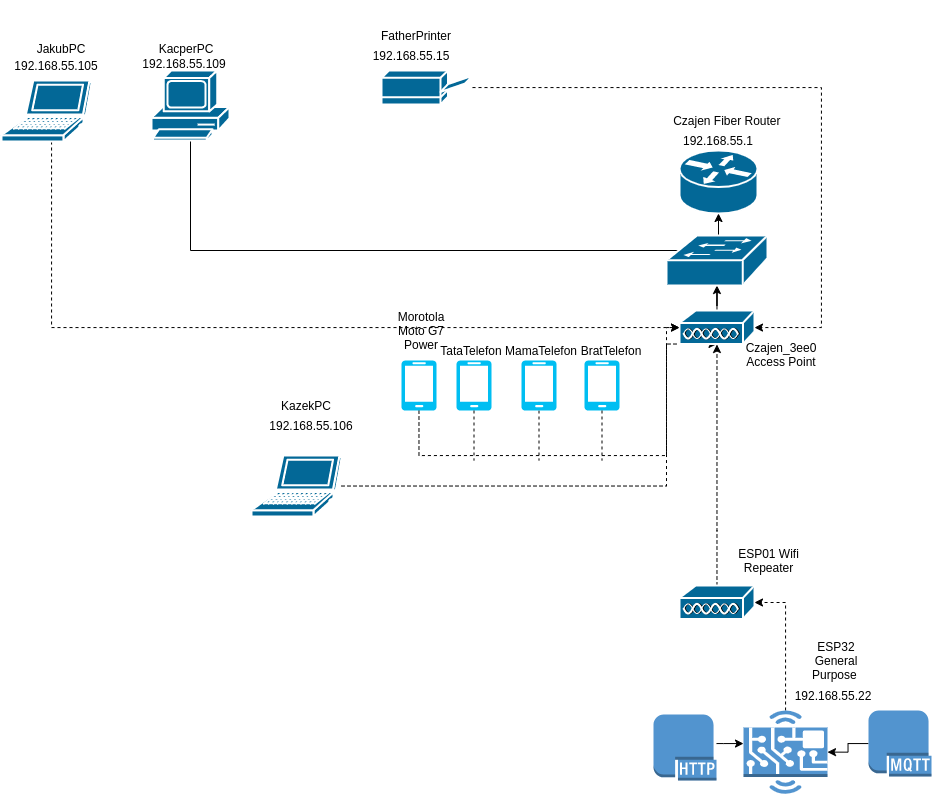 JakubPC
192.168.55.105
KacperPC
192.168.55.109
FatherPrinter
192.168.55.15
Czajen Fiber Router
192.168.55.1
Morotola
Moto G7
Power
TataTelefon
MamaTelefon
BratTelefon
Czajen_3ee0
Access Point
KazekPC
192.168.55.106
ESP01 Wifi
Repeater
ESP32
General
Purpose
192.168.55.22
HTTP
MQTT